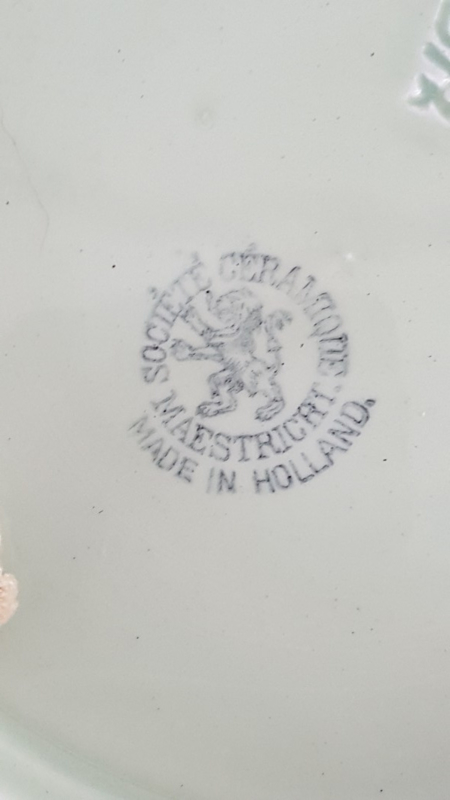 SOCIÉTÉ CÉRAMIQUE
MAESTRICHT.
MADE IN HOLLAND.